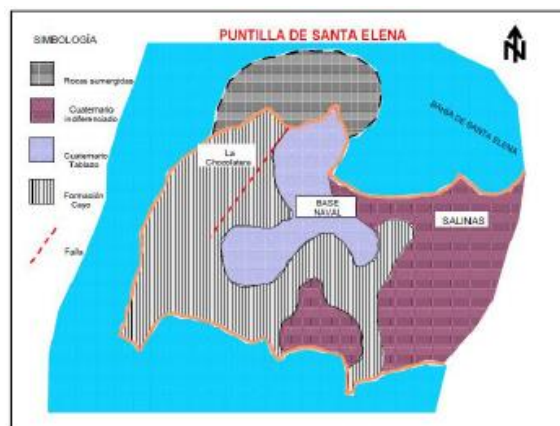 PUNTILLA DE SANTA ELENA
SIMBOLOGÍA
Rocas sumergidas
Cuaternario
indiferenciado
Cuaternario
Tablazo
Formación
Cayo
Falla
La
Chocolatera
BASE
NAVAL
SALINAS
BAHIA DE SANTA ELENA
N